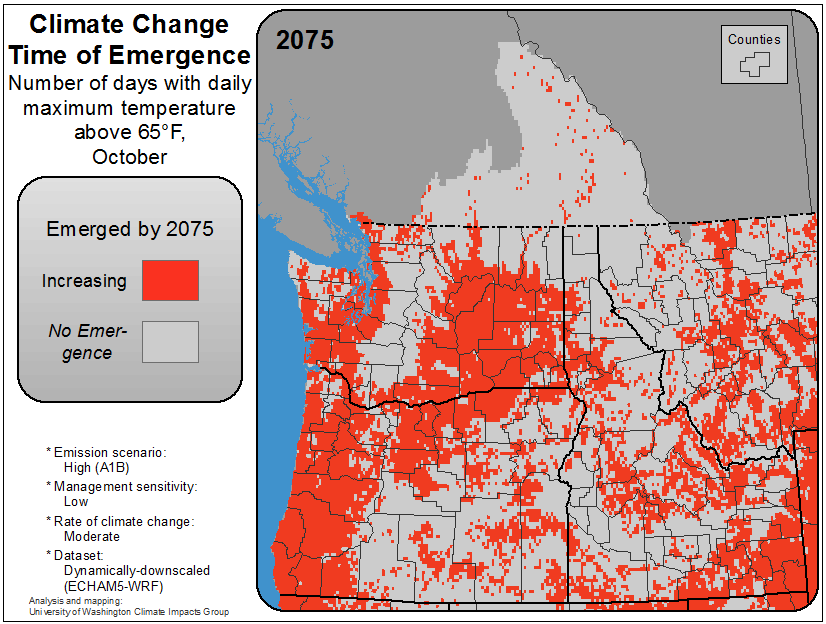 Climate Change
Time of Emergence
Number of days with daily
maximum temperature
above 65°F,
October
Emerged by 2075
Increasing
No Emer-
gence
* Emission scenario:
High (A1B)
* Management sensitivity:
Low
* Rate of climate change:
Moderate
* Dataset:
Dynamically-downscaled
(ECHAM5-WRF)
Analysis and mapping:
University of Washington Climate Impacts Group
2075
Counties